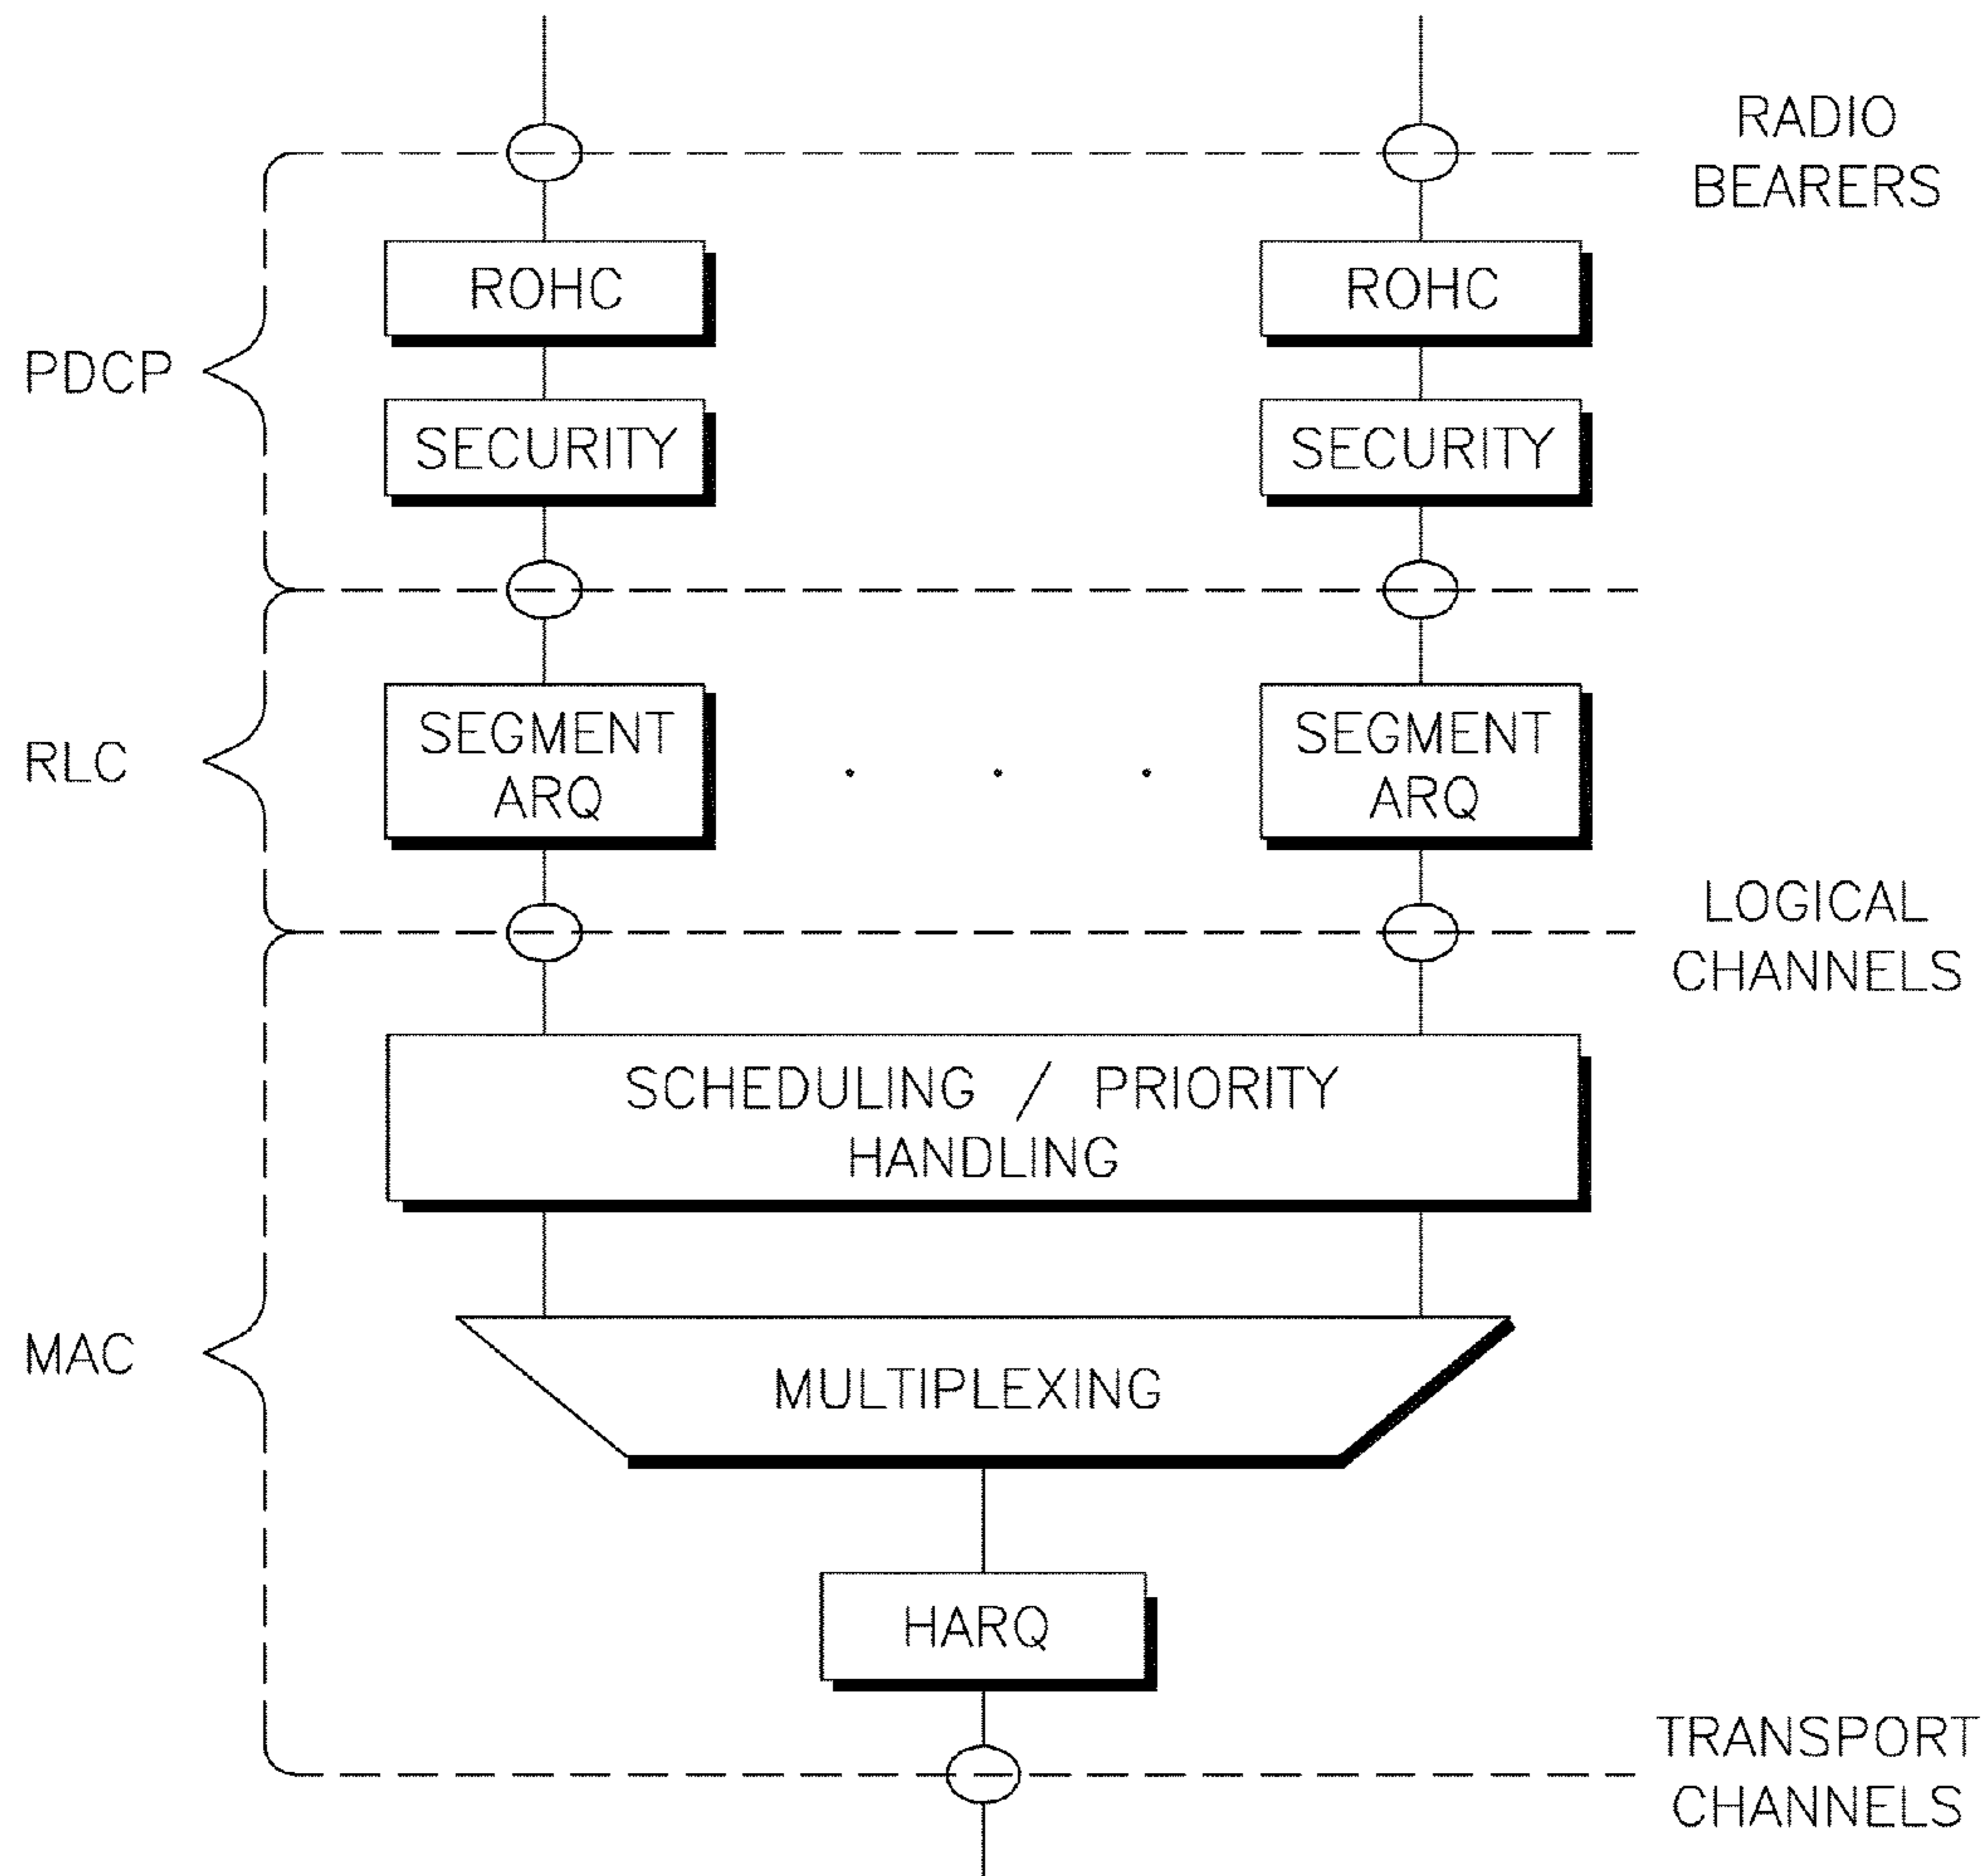 RADIO
BEARERS
ROHC
ROHC
PDCP
SECURITY
SECURITY
RLC
SEGMENT
ARQ
SEGMENT
ARQ
LOGICAL
CHANNELS
SCHEDULING / PRIORITY
HANDLING
MAC
MULTIPLEXING
HARQ
TRANSPORT
CHANNELS